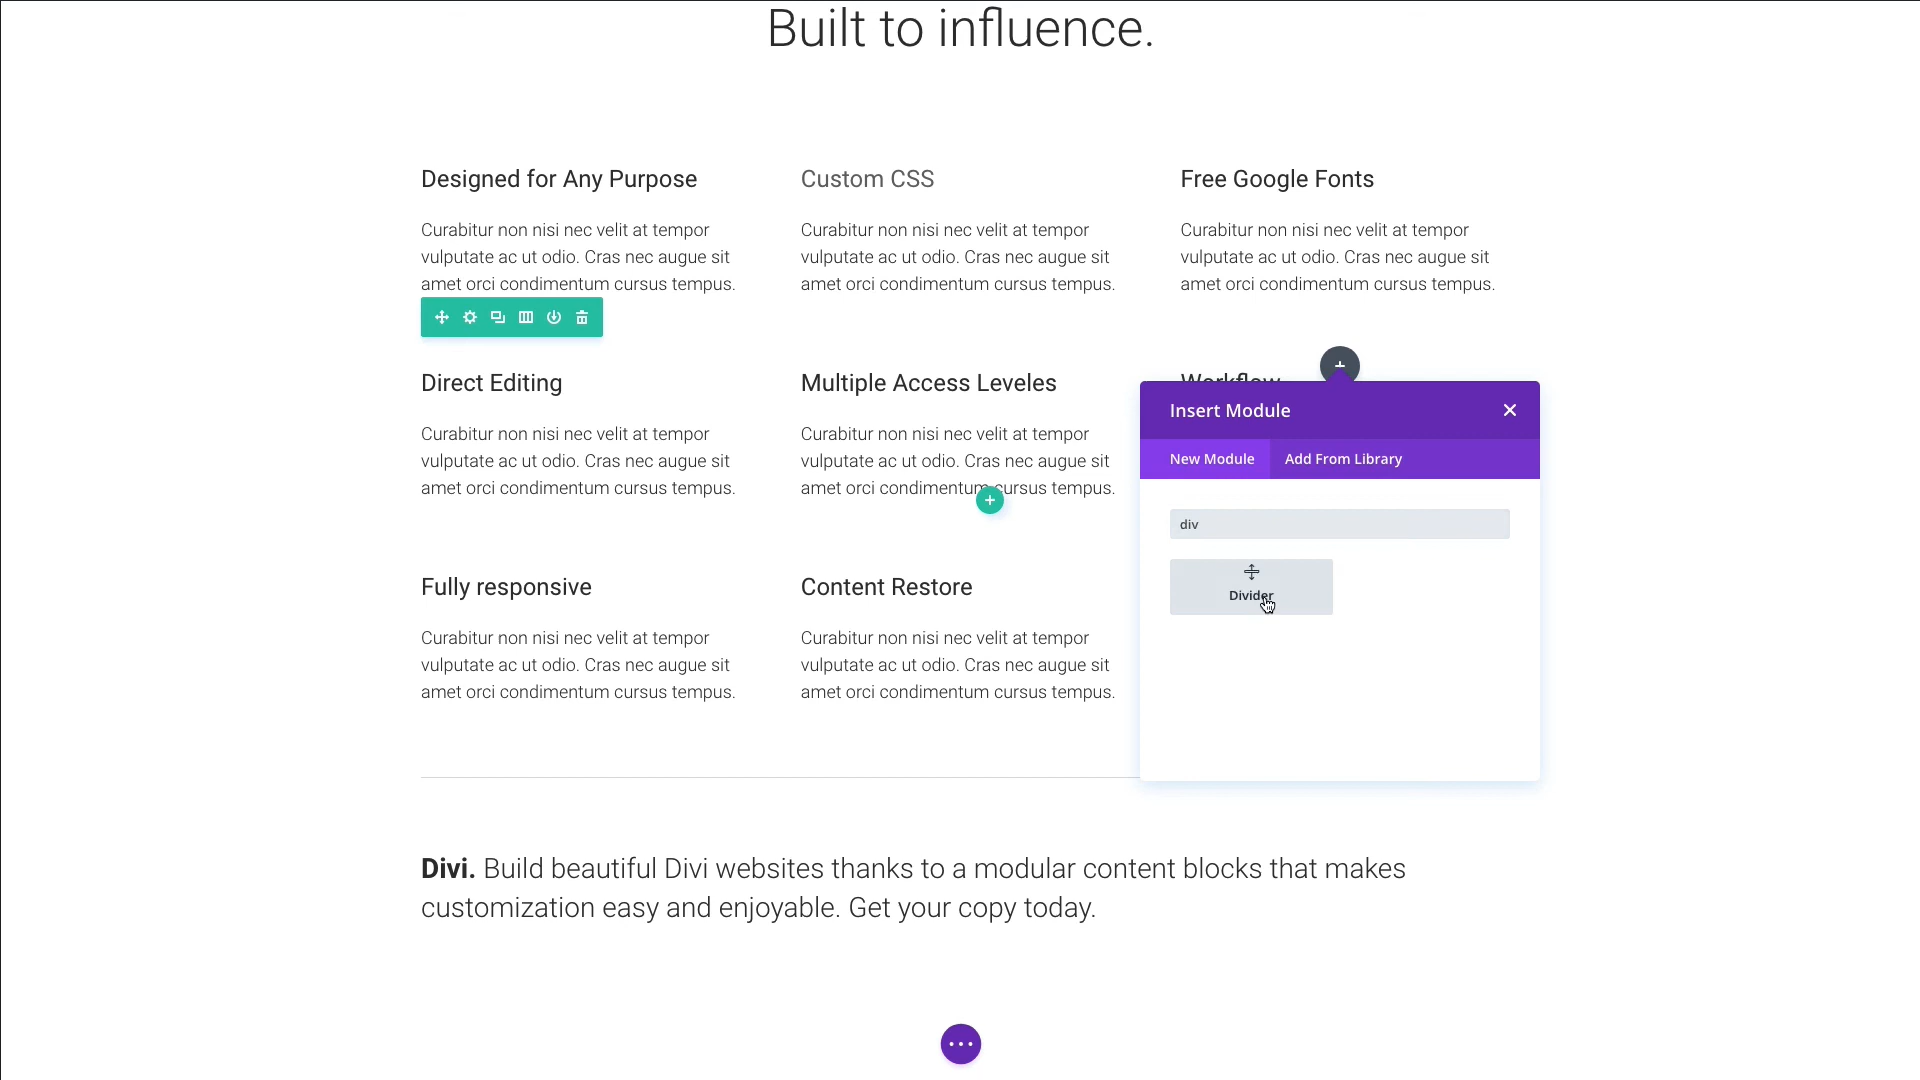 Built to influence.
Designed for Any Purpose
Curabitur non nisi nec velit at tempor
vulputate ac ut odio. Cras nec augue sit
amet orci condimentum cursus tempus.
Custom CSS
Curabitur non nisi nec velit at tempor
vulputate ac ut odio. Cras nec augue sit
amet orci condimentum cursus tempus.
Free Google Fonts
Curabitur non nisi nec velit at tempor
vulputate ac ut odio. Cras nec augue sit
amet orci condimentum cursus tempus.
Direct Editing
Curabitur non nisi nec velit at tempor
vulputate ac ut odio. Cras nec augue sit
amet orci condimentum cursus tempus.
Multiple Access Leveles
Curabitur non nisi nec velit at tempor
vulputate ac ut odio. Cras nec augue sit
amet orci condimentum cursus tempus.
Workflow
Insert Module
New Module
Add From Library
div
Divider
Fully responsive
Curabitur non nisi nec velit at tempor
vulputate ac ut odio. Cras nec augue sit
amet orci condimentum cursus tempus.
Content Restore
Curabitur non nisi nec velit at tempor
vulputate ac ut odio. Cras nec augue sit
amet orci condimentum cursus tempus.
Divi. Build beautiful Divi websites thanks to a modular content blocks that makes
customization easy and enjoyable. Get your copy today.